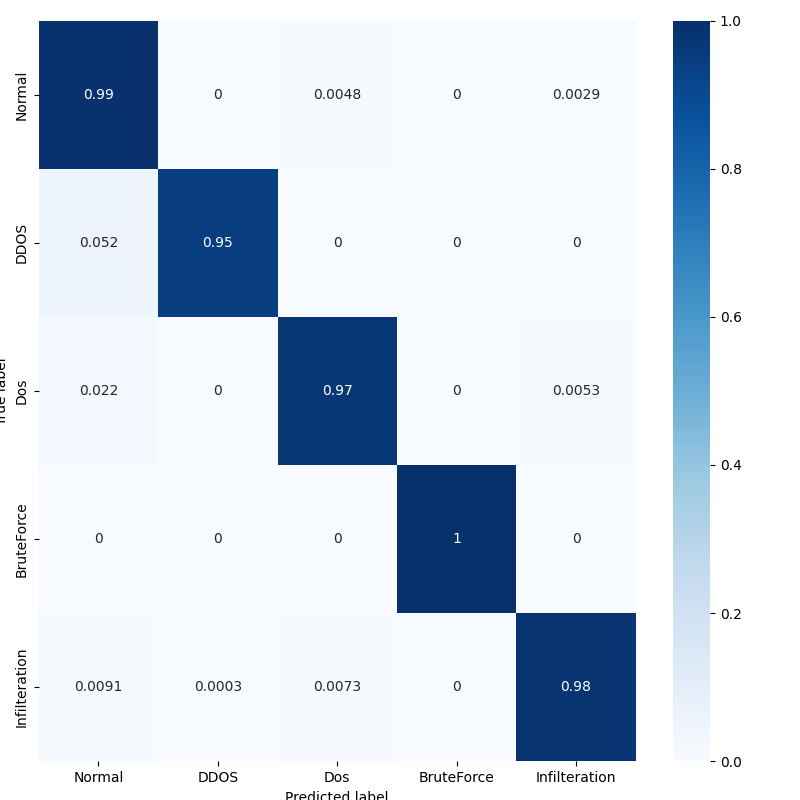 Normal 0.99 0 0.0048 0 0.0029
DDOS 0.052 0.95 0 0 0
Dos 0.022 0 0.97 0 0.0053
BruteForce 0 0 0 1 0
Infilteration 0.0091 0.0003 0.0073 0 0.98
Normal DDOS Dos BruteForce Infilteration
Predicted label
True label
1.0
0.8
0.6
0.4
0.2
0.0